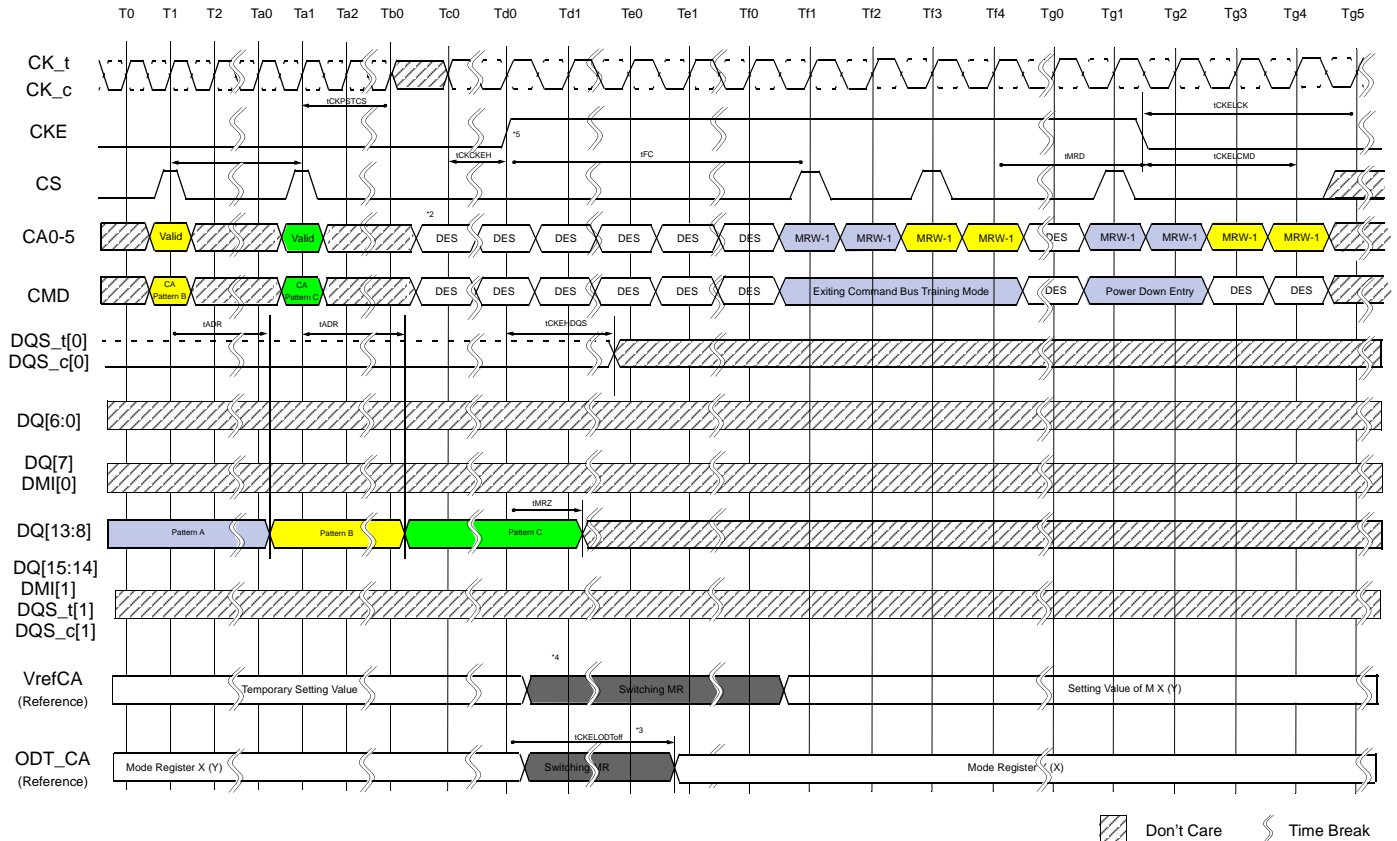 T0 T1 T2 Ta0 Ta1 Ta2 Tb0 Tc0 Td0 Td1 Te0 Te1 Tf0 Tf1 Tf2 Tf3 Tf4 Tg0 Tg1 Tg2 Tg3 Tg4 Tg5
CK_t
CK_c
tCKPSTCS
tCKELCK
CKE
*5
tCKCKEH
tFC
tMRD
tCKELCMD
CS
*2
CA0-5
Valid Valid DES DES DES DES DES DES MRW-1 MRW-1 MRW-1 MRW-1 DES MRW-1 MRW-1 MRW-1 MRW-1
CMD
CA
Pattern B
CA
Pattern C
DES DES DES DES DES DES Exiting Command Bus Training Mode DES Power Down Entry DES DES
tADR tADR tCKEHDQS
DQS_t[0]
DQS_c[0]
DQ[6:0]
DQ[7]
DMI[0]
tMRZ
DQ[13:8]
Pattern A Pattern B Pattern C
DQ[15:14]
DMI[1]
DQS_t[1]
DQS_c[1]
*4
VrefCA
(Reference)
Temporary Setting Value Switching MR Setting Value of M X (Y)
tCKELODToff *3
ODT_CA
(Reference)
Mode Register X (Y) Switching MR Mode Register (X)
Don't Care Time Break